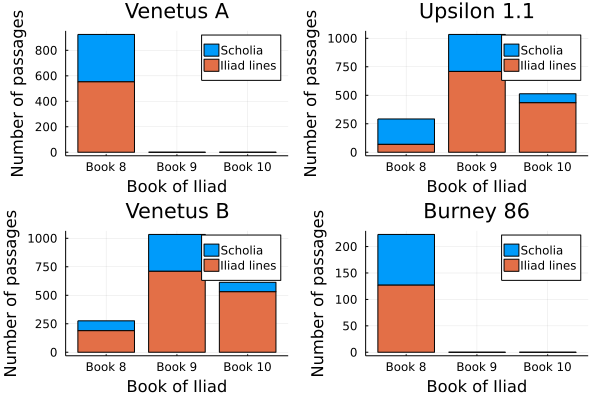 Venetus A
Number of passages
800
600
400
200
0
Scholia
Iliad lines
Book 8 Book 9 Book 10
Book of Iliad
Upsilon 1.1
Number of passages
1000
750
500
250
0
Scholia
Iliad lines
Book 8 Book 9 Book 10
Book of Iliad
Venetus B
Number of passages
1000
750
500
250
0
Scholia
Iliad lines
Book 8 Book 9 Book 10
Book of Iliad
Burney 86
Number of passages
200
150
100
50
0
Scholia
Iliad lines
Book 8 Book 9 Book 10
Book of Iliad